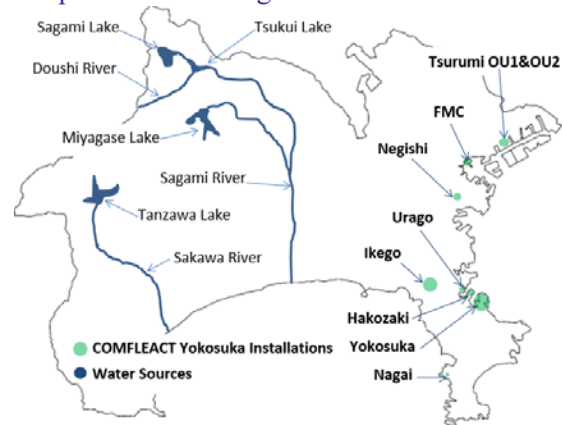 Sagami Lake
Tsukui Lake
Doushi River
Tsurumi OU1&OU2
FMC
Miyagase Lake
Negishi
Sagami River
Tanzawa Lake
Urago
Ikego
Sakawa River
Hakozaki
Yokosuka
COMFLEACT Yokosuka Installations
Water Sources
Nagai